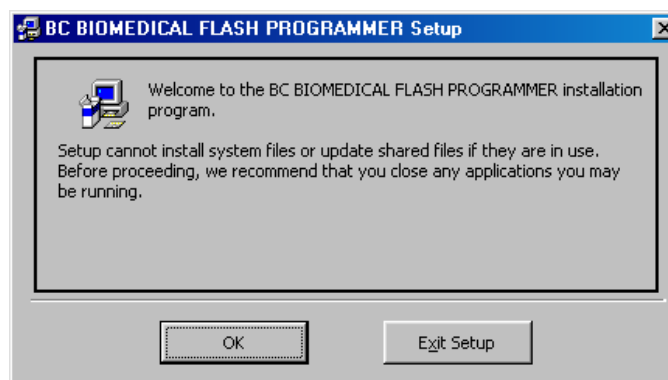 BC BIOMEDICAL FLASH PROGRAMMER Setup
Welcome to the BC BIOMEDICAL FLASH PROGRAMMER installation
program.
Setup cannot install system files or update shared files if they are in use.
Before proceeding, we recommend that you close any applications you may
be running.
OK
Exit Setup